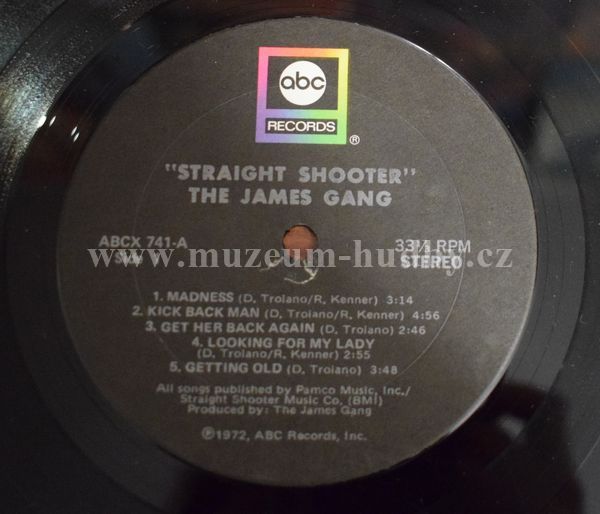 abc
RECORDS
®
"STRAIGHT SHOOTER"
THE JAMES GANG
ABCX 741-A
33⅓ RPM
STEREO
www.muzeum-hudby.cz
1. MADNESS (D. Troiano/R. Kenner) 3:14
2. KICK BACK MAN (D. Troiano/R. Kenner) 4:56
3. GET HER BACK AGAIN (D. Troiano) 2:46
4. LOOKING FOR MY LADY
(D. Troiano/R. Kenner) 2:55
5. GETTING OLD (D. Troiano) 3:48
All songs published by Pamco Music, Inc./
Straight Shooter Music Co. (BMI)
Produced by: The James Gang
℗1972, ABC Records, Inc.